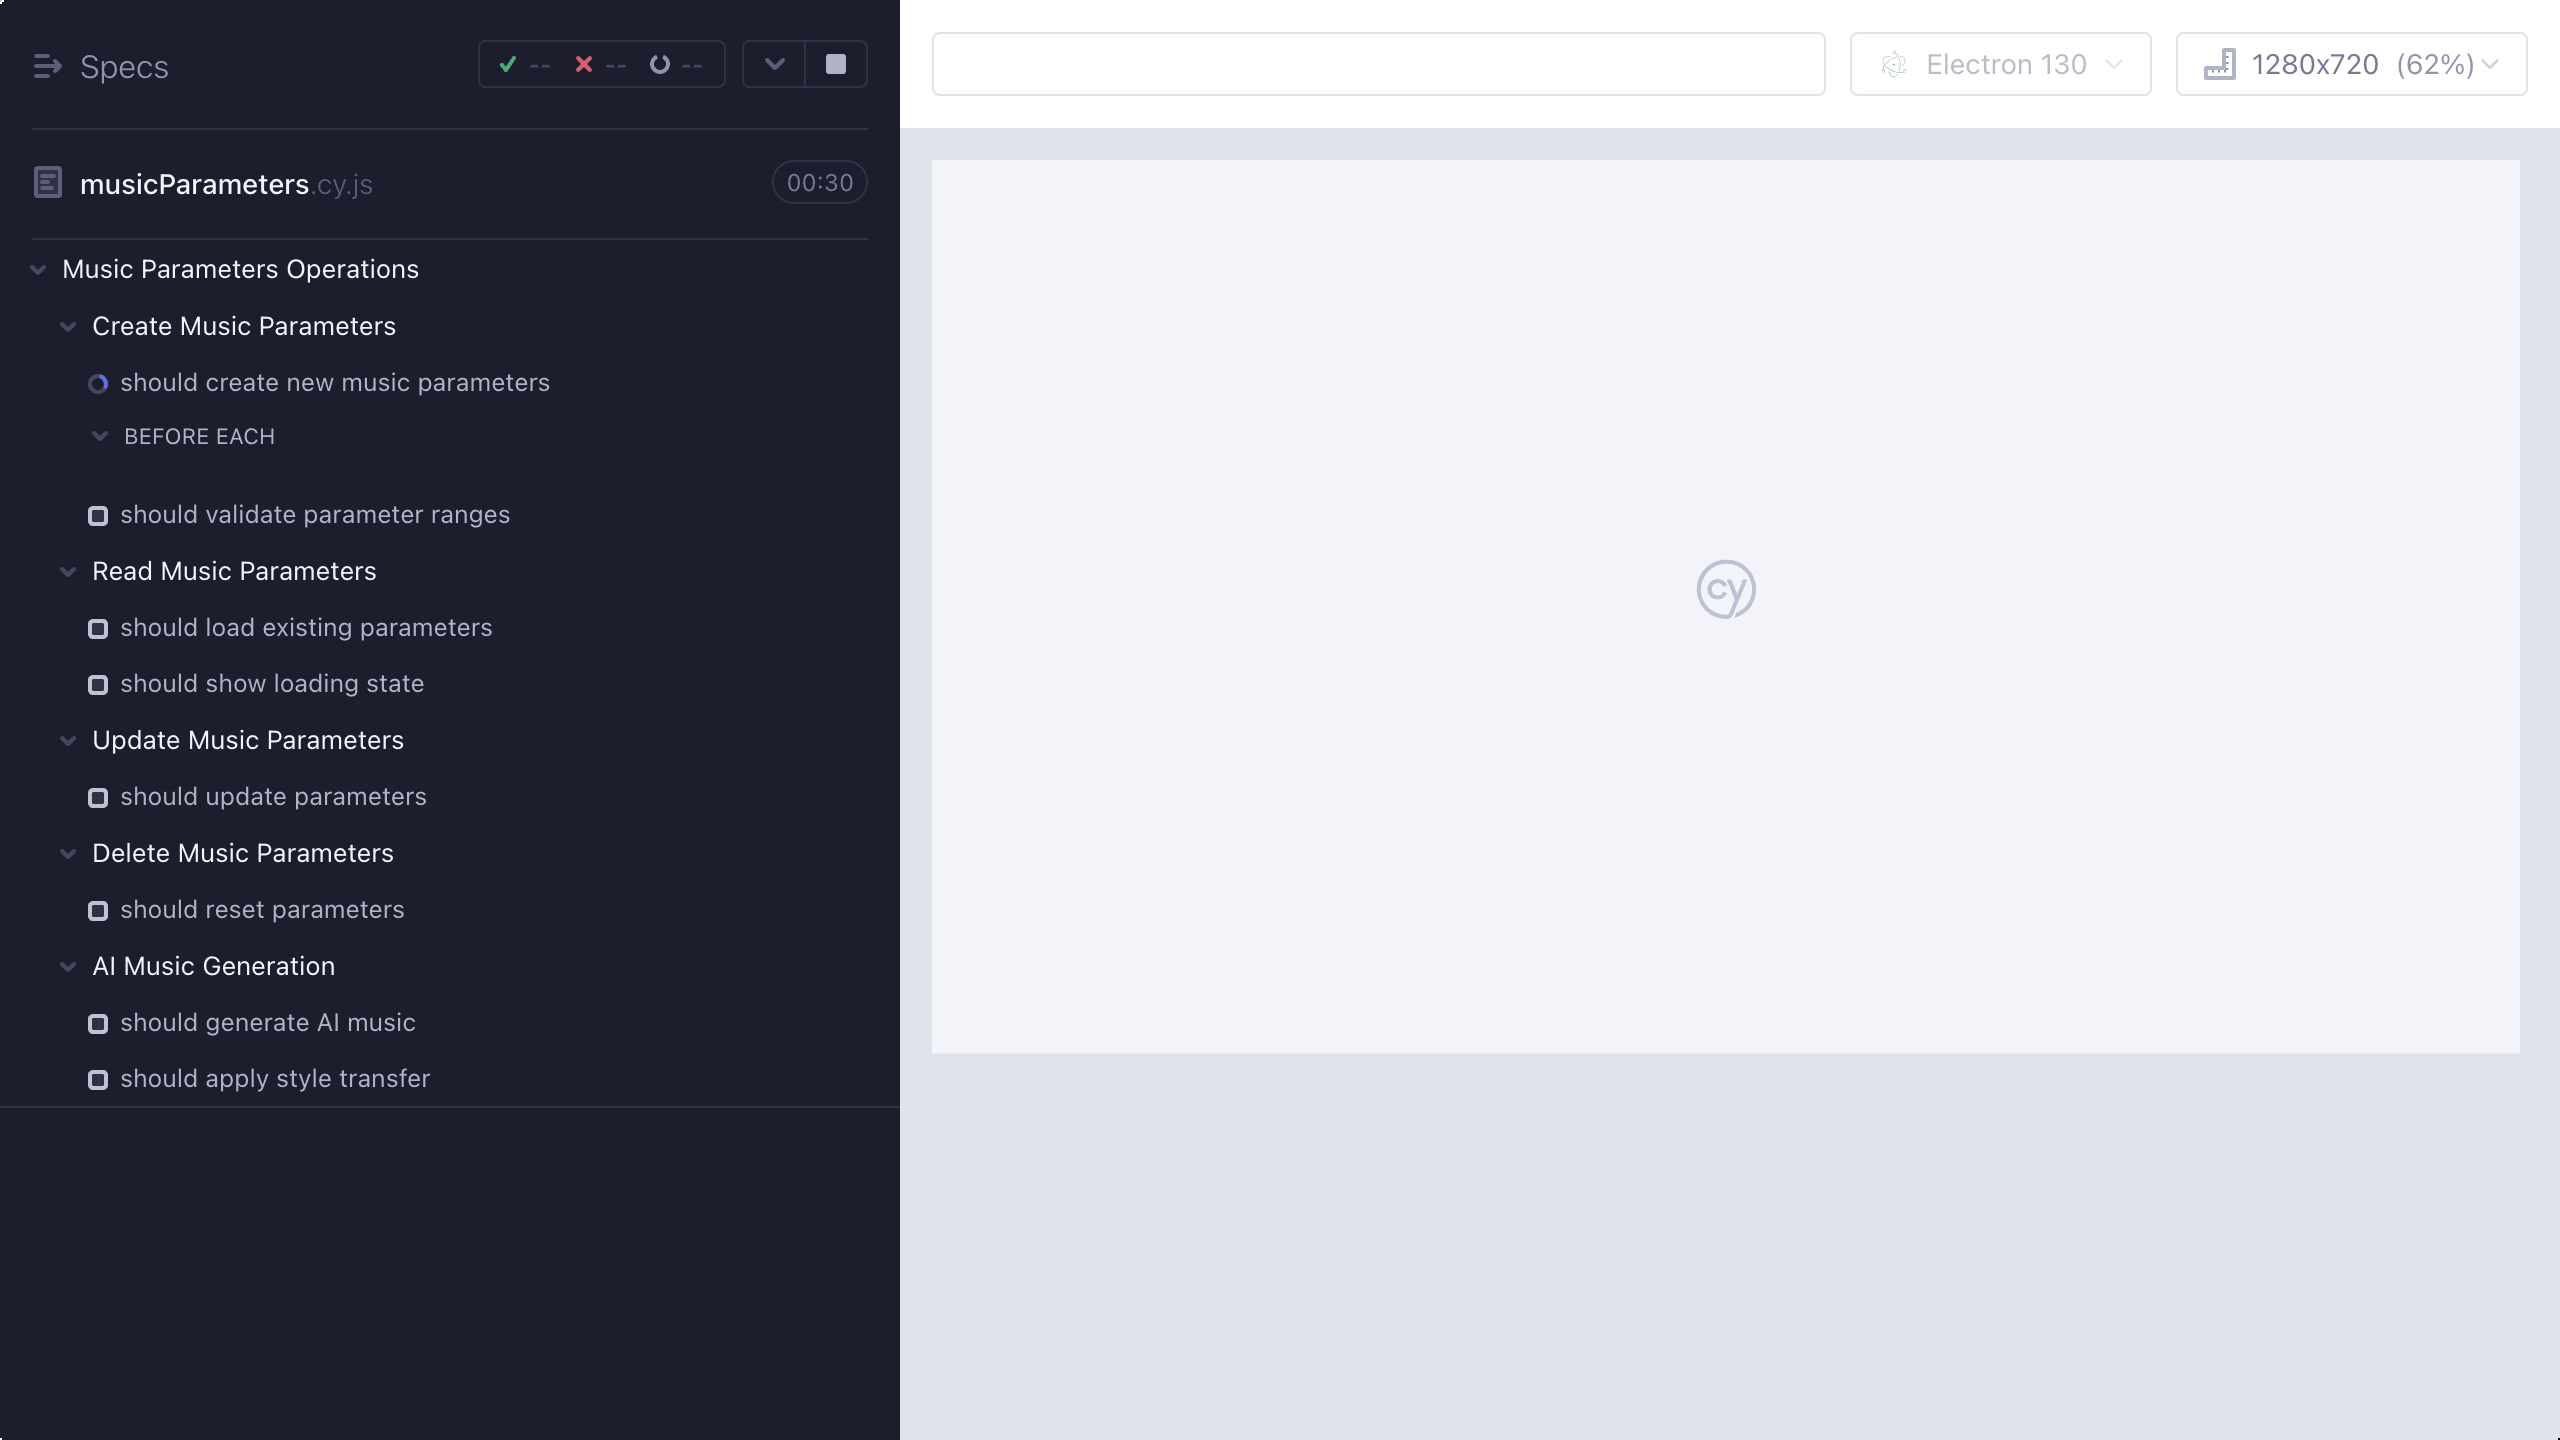 Specs
-- -- --
musicParameters.cy.js
00:30
Music Parameters Operations
Create Music Parameters
should create new music parameters
BEFORE EACH
should validate parameter ranges
Read Music Parameters
should load existing parameters
should show loading state
Update Music Parameters
should update parameters
Delete Music Parameters
should reset parameters
AI Music Generation
should generate AI music
should apply style transfer
Electron 130
1280x720 (62%)
cy